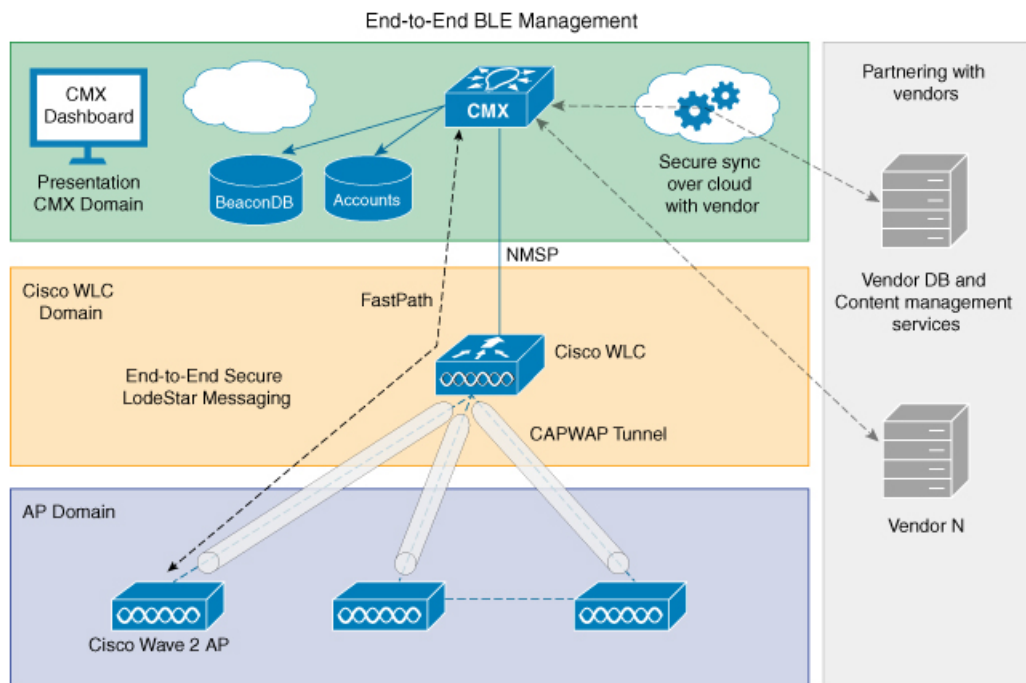 End-to-End BLE Management
CMX
Dashboard
Presentation
CMX Domain
BeaconDB
Accounts
CMX
Secure sync
over cloud
with vendor
Partnering with
vendors
Vendor DB and
Content management
services
Vendor N
NMSP
Cisco WLC
Domain
FastPath
Cisco WLC
End-to-End Secure
LodeStar Messaging
CAPWAP Tunnel
AP Domain
Cisco Wave 2 AP